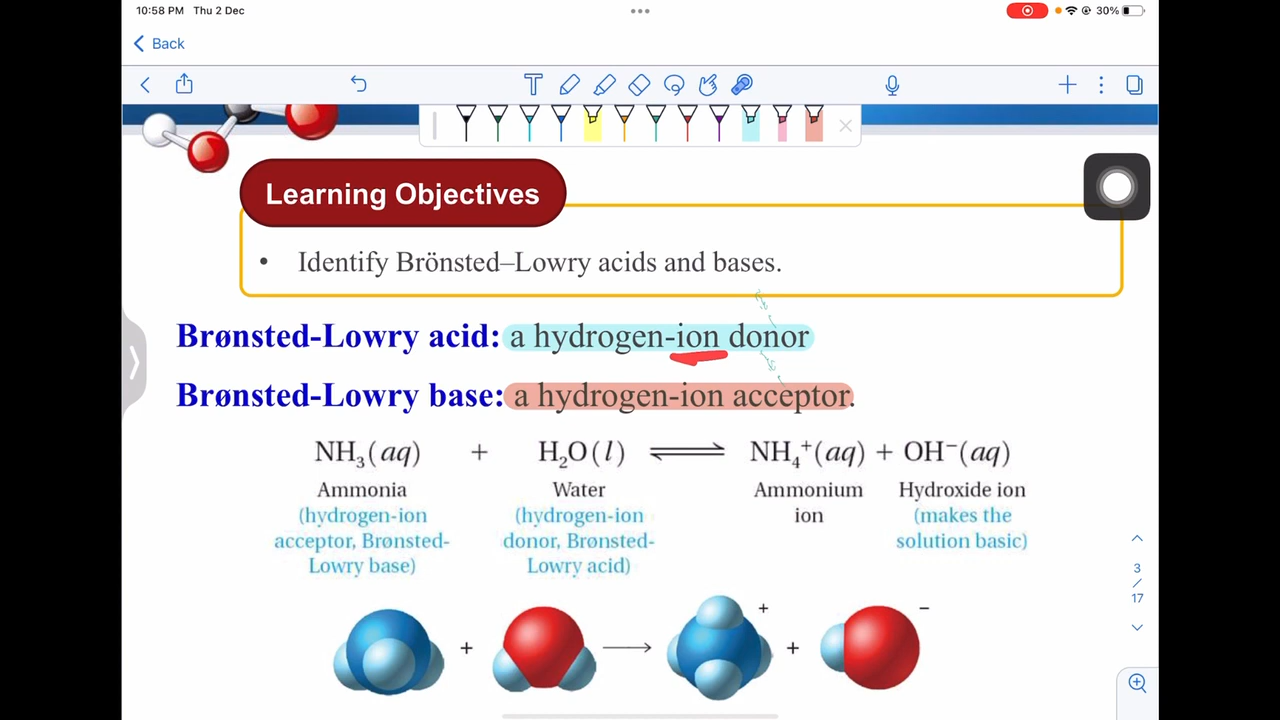 10:58 PM Thu 2 Dec
30%
Back
Learning Objectives
• Identify Brönsted–Lowry acids and bases.
Brønsted-Lowry acid: a hydrogen-ion donor
Brønsted-Lowry base: a hydrogen-ion acceptor.
NH₃(aq) + H₂O(l) ⇌ NH₄⁺(aq) + OH⁻(aq)
Ammonia Water Ammonium Hydroxide ion
(hydrogen-ion (hydrogen-ion ion (makes the
acceptor, Brønsted- donor, Brønsted- solution basic)
Lowry base) Lowry acid)
3
/
17
+ → + + −